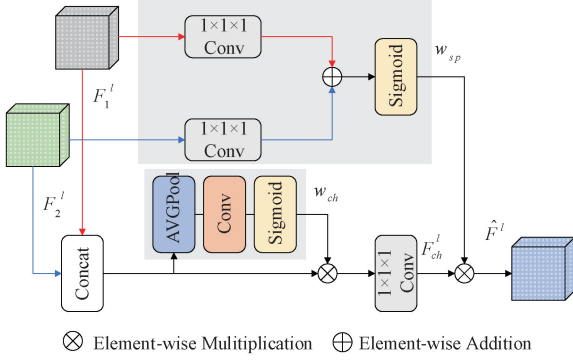 1×1×1
Conv
w_sp
Sigmoid
F_1^l
1×1×1
Conv
F_2^l
AVGPool
Conv
Sigmoid
w_ch
Concat
1×1×1
Conv
F_ch^l
F̂^l
⊗ Element-wise Mulitiplication ⊕ Element-wise Addition